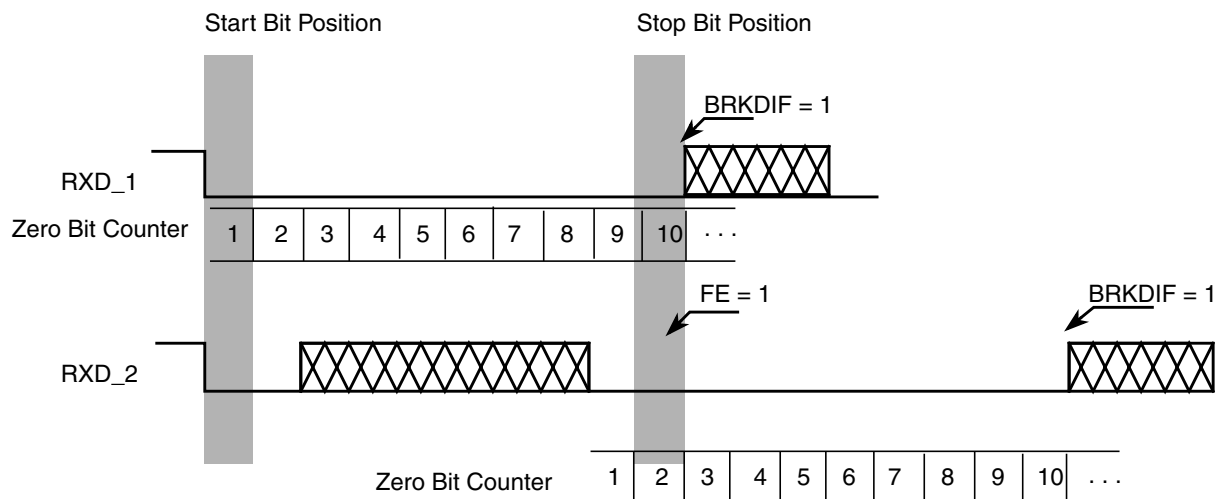 Start Bit Position
Stop Bit Position
BRKDIF = 1
RXD_1
Zero Bit Counter 1 2 3 4 5 6 7 8 9 10 . . .
FE = 1
BRKDIF = 1
RXD_2
Zero Bit Counter 1 2 3 4 5 6 7 8 9 10 . . .